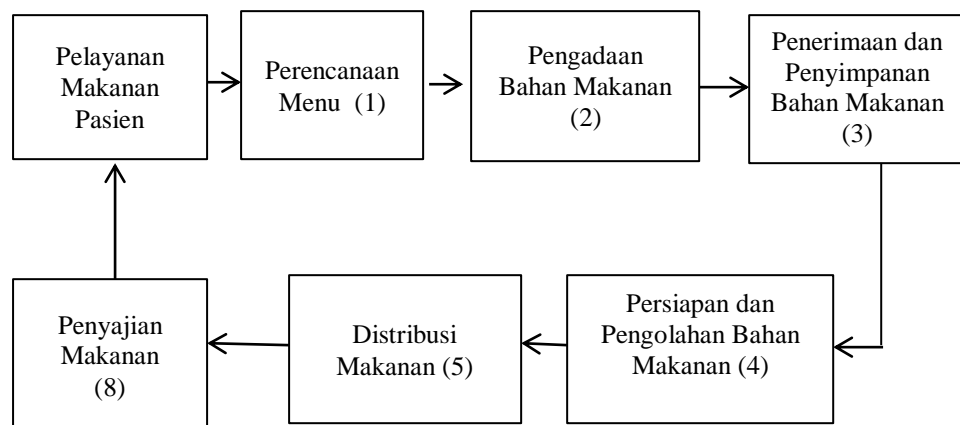 Pelayanan
Makanan
Pasien
Perencanaan
Menu (1)
Pengadaan
Bahan Makanan
(2)
Penerimaan dan
Penyimpanan
Bahan Makanan
(3)
Penyajian
Makanan
(8)
Distribusi
Makanan (5)
Persiapan dan
Pengolahan Bahan
Makanan (4)